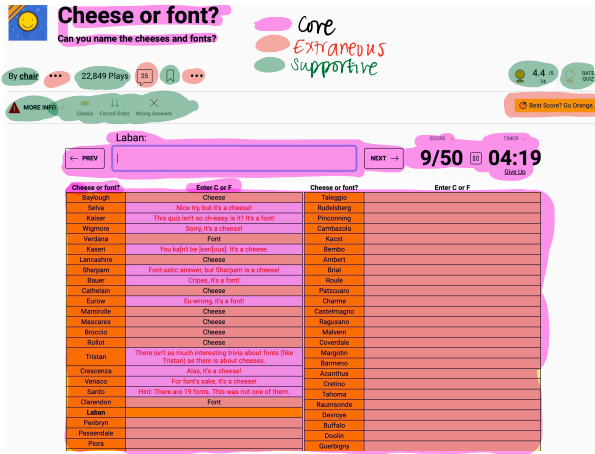 Cheese or font?
Can you name the cheeses and fonts?
Core
Extraneous
Supportive
By chair
22,849 Plays
25
4.4 /5
74
RATE
QUIZ
MORE INFO
Classic
Forced Order
Wrong Answers
Best Score? Go Orange.
Laban:
← PREV
NEXT →
SCORE
9/50
TIMER
04:19
Give Up
Cheese or font? Enter C or F
Baylough Cheese
Selva Nice try, but it's a cheese!
Kaiser This quiz isn't so ch-easy, is it? It's a font!
Wigmore Sorry, it's a cheese!
Verdana Font
Kaseri You ka[n't be ]seri[ous]. It's a cheese.
Lancashire Cheese
Sharpam Font-astic answer, but Sharpam is a cheese!
Bauer Cripes, it's a font!
Cathelain Cheese
Eurow Eu-wrong, it's a font!
Mamirolle Cheese
Mascares Cheese
Broccio Cheese
Rollot Cheese
Tristan There isn't as much interesting trivia about fonts (like
Tristan) as there is about cheeses.
Crescenza Alas, it's a cheese!
Venaco For font's sake, it's a cheese!
Sardo Hint: There are 19 fonts. This was not one of them.
Clarendon Font
Laban
Penbryn
Passendale
Piora
Cheese or font? Enter C or F
Taleggio
Rudelsberg
Pinconning
Cambazola
Kacst
Bembo
Ambert
Brial
Roule
Patzcuaro
Charme
Castelmagno
Ragusano
Malvern
Coverdale
Margotin
Barmeno
Acanthus
Cretino
Tahoma
Raumsonde
Devroye
Buffalo
Doolin
Guerbigny